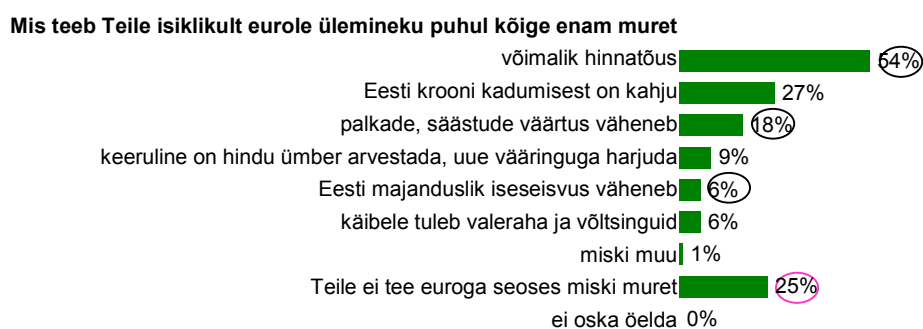 Mis teeb Teile isiklikult eurole ülemineku puhul kõige enam muret
võimalik hinnatõus 54%
Eesti krooni kadumisest on kahju 27%
palkade, säästude väärtus väheneb 18%
keeruline on hindu ümber arvestada, uue vääringuga harjuda 9%
Eesti majanduslik iseseisvus väheneb 6%
käibele tuleb valeraha ja võltsinguid 6%
miski muu 1%
Teile ei tee euroga seoses miski muret 25%
ei oska öelda 0%